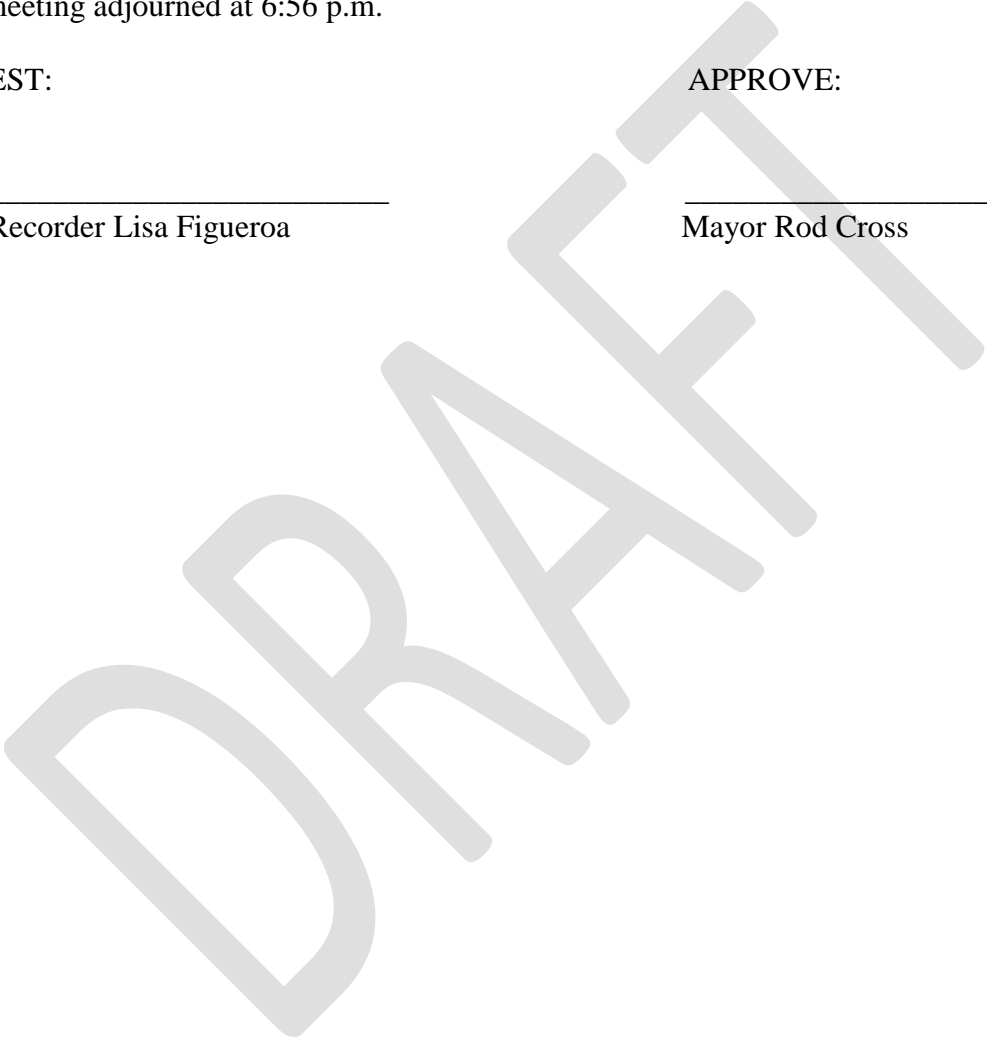 meeting adjourned at 6:56 p.m.
EST: APPROVE:
Recorder Lisa Figueroa Mayor Rod Cross
DRAFT